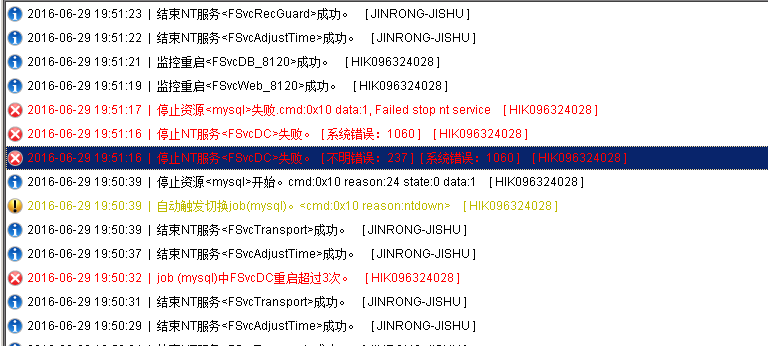 2016-06-29 19:51:23 | 结束NT服务<FSvcRecGuard>成功。 [JINRONG-JISHU]
2016-06-29 19:51:22 | 结束NT服务<FSvcAdjustTime>成功。 [JINRONG-JISHU]
2016-06-29 19:51:21 | 监控重启<FSvcDB_8120>成功。 [HIK096324028]
2016-06-29 19:51:19 | 监控重启<FSvcWeb_8120>成功。 [HIK096324028]
2016-06-29 19:51:17 | 停止资源<mysql>失败.cmd:0x10 data:1, Failed stop nt service [HIK096324028]
2016-06-29 19:51:16 | 停止NT服务<FSvcDC>失败。[系统错误：1060] [HIK096324028]
2016-06-29 19:51:16 | 停止NT服务<FSvcDC>失败。[不明错误：237] [系统错误：1060] [HIK096324028]
2016-06-29 19:50:39 | 停止资源<mysql>开始。cmd:0x10 reason:24 state:0 data:1 [HIK096324028]
2016-06-29 19:50:39 | 自动触发切换job(mysql)。<cmd:0x10 reason:ntdown> [HIK096324028]
2016-06-29 19:50:39 | 结束NT服务<FSvcTransport>成功。 [JINRONG-JISHU]
2016-06-29 19:50:37 | 结束NT服务<FSvcAdjustTime>成功。 [JINRONG-JISHU]
2016-06-29 19:50:32 | job (mysql)中FSvcDC重启超过3次。 [HIK096324028]
2016-06-29 19:50:31 | 结束NT服务<FSvcTransport>成功。 [JINRONG-JISHU]
2016-06-29 19:50:29 | 结束NT服务<FSvcAdjustTime>成功。 [JINRONG-JISHU]